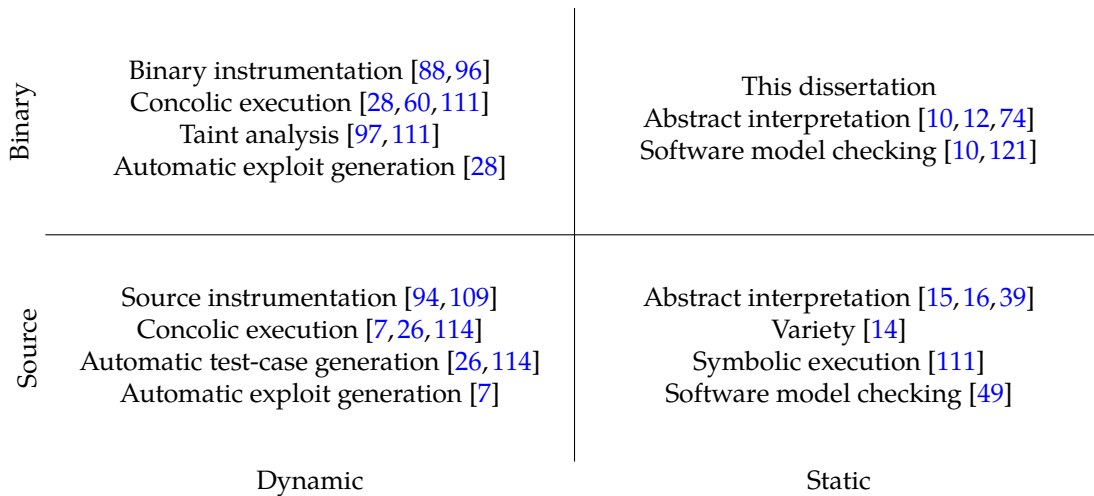 Binary
Binary instrumentation [88, 96]
Concolic execution [28, 60, 111]
Taint analysis [97, 111]
Automatic exploit generation [28]
This dissertation
Abstract interpretation [10, 12, 74]
Software model checking [10, 121]
Source
Source instrumentation [94, 109]
Concolic execution [7, 26, 114]
Automatic test-case generation [26, 114]
Automatic exploit generation [7]
Abstract interpretation [15, 16, 39]
Variety [14]
Symbolic execution [111]
Software model checking [49]
Dynamic
Static